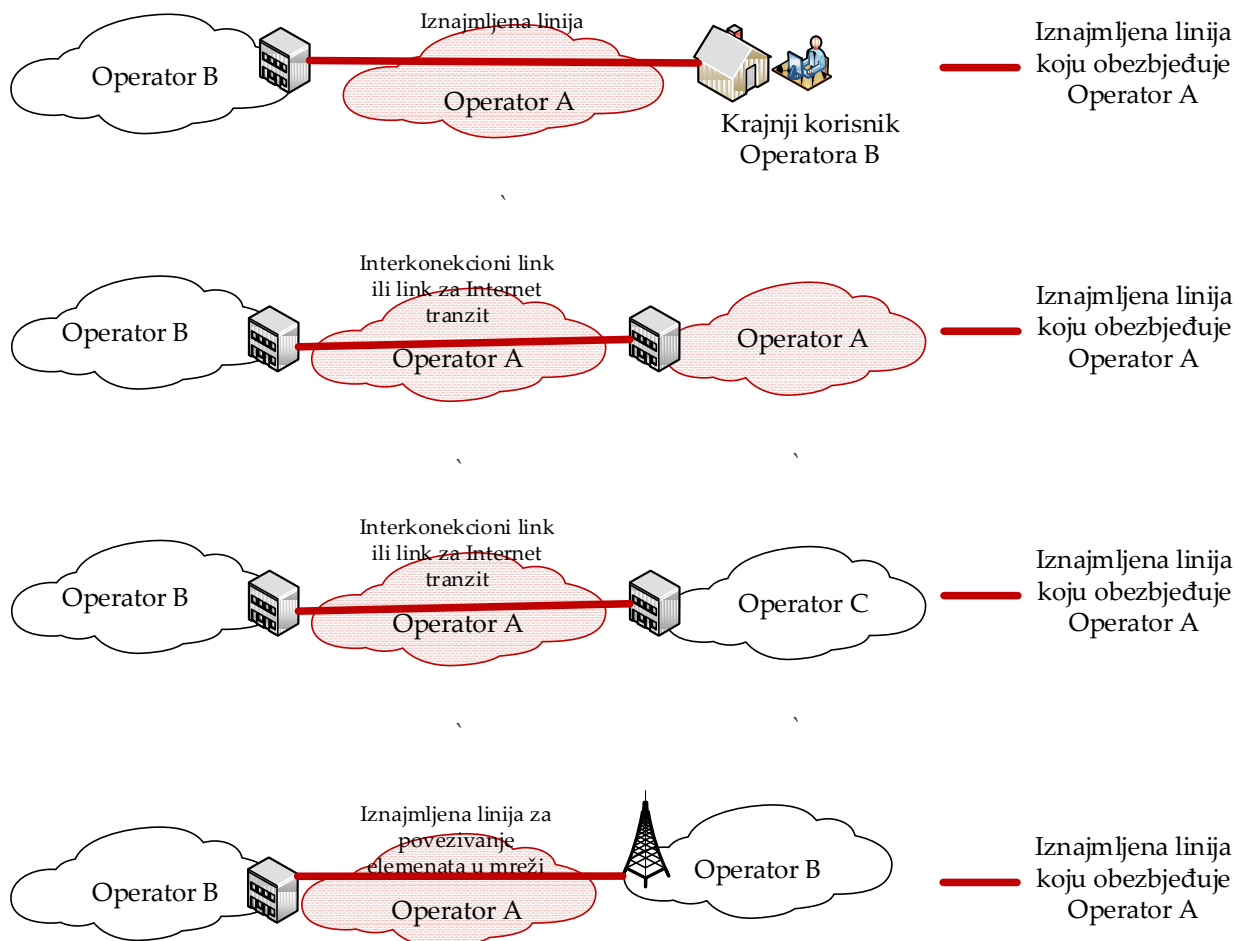 Iznajmljena linija
Operator B
Operator A
Krajnji korisnik
Operatora B
Iznajmljena linija
koju obezbjeđuje
Operator A
`
Interkonekcioni link
ili link za Internet
tranzit
Operator B
Operator A
Operator A
Iznajmljena linija
koju obezbjeđuje
Operator A
`
`
Interkonekcioni link
ili link za Internet
tranzit
Operator B
Operator A
Operator C
Iznajmljena linija
koju obezbjeđuje
Operator A
`
`
Iznajmljena linija za
povezivanje
elemenata u mreži
Operator B
Operator A
Operator B
Iznajmljena linija
koju obezbjeđuje
Operator A